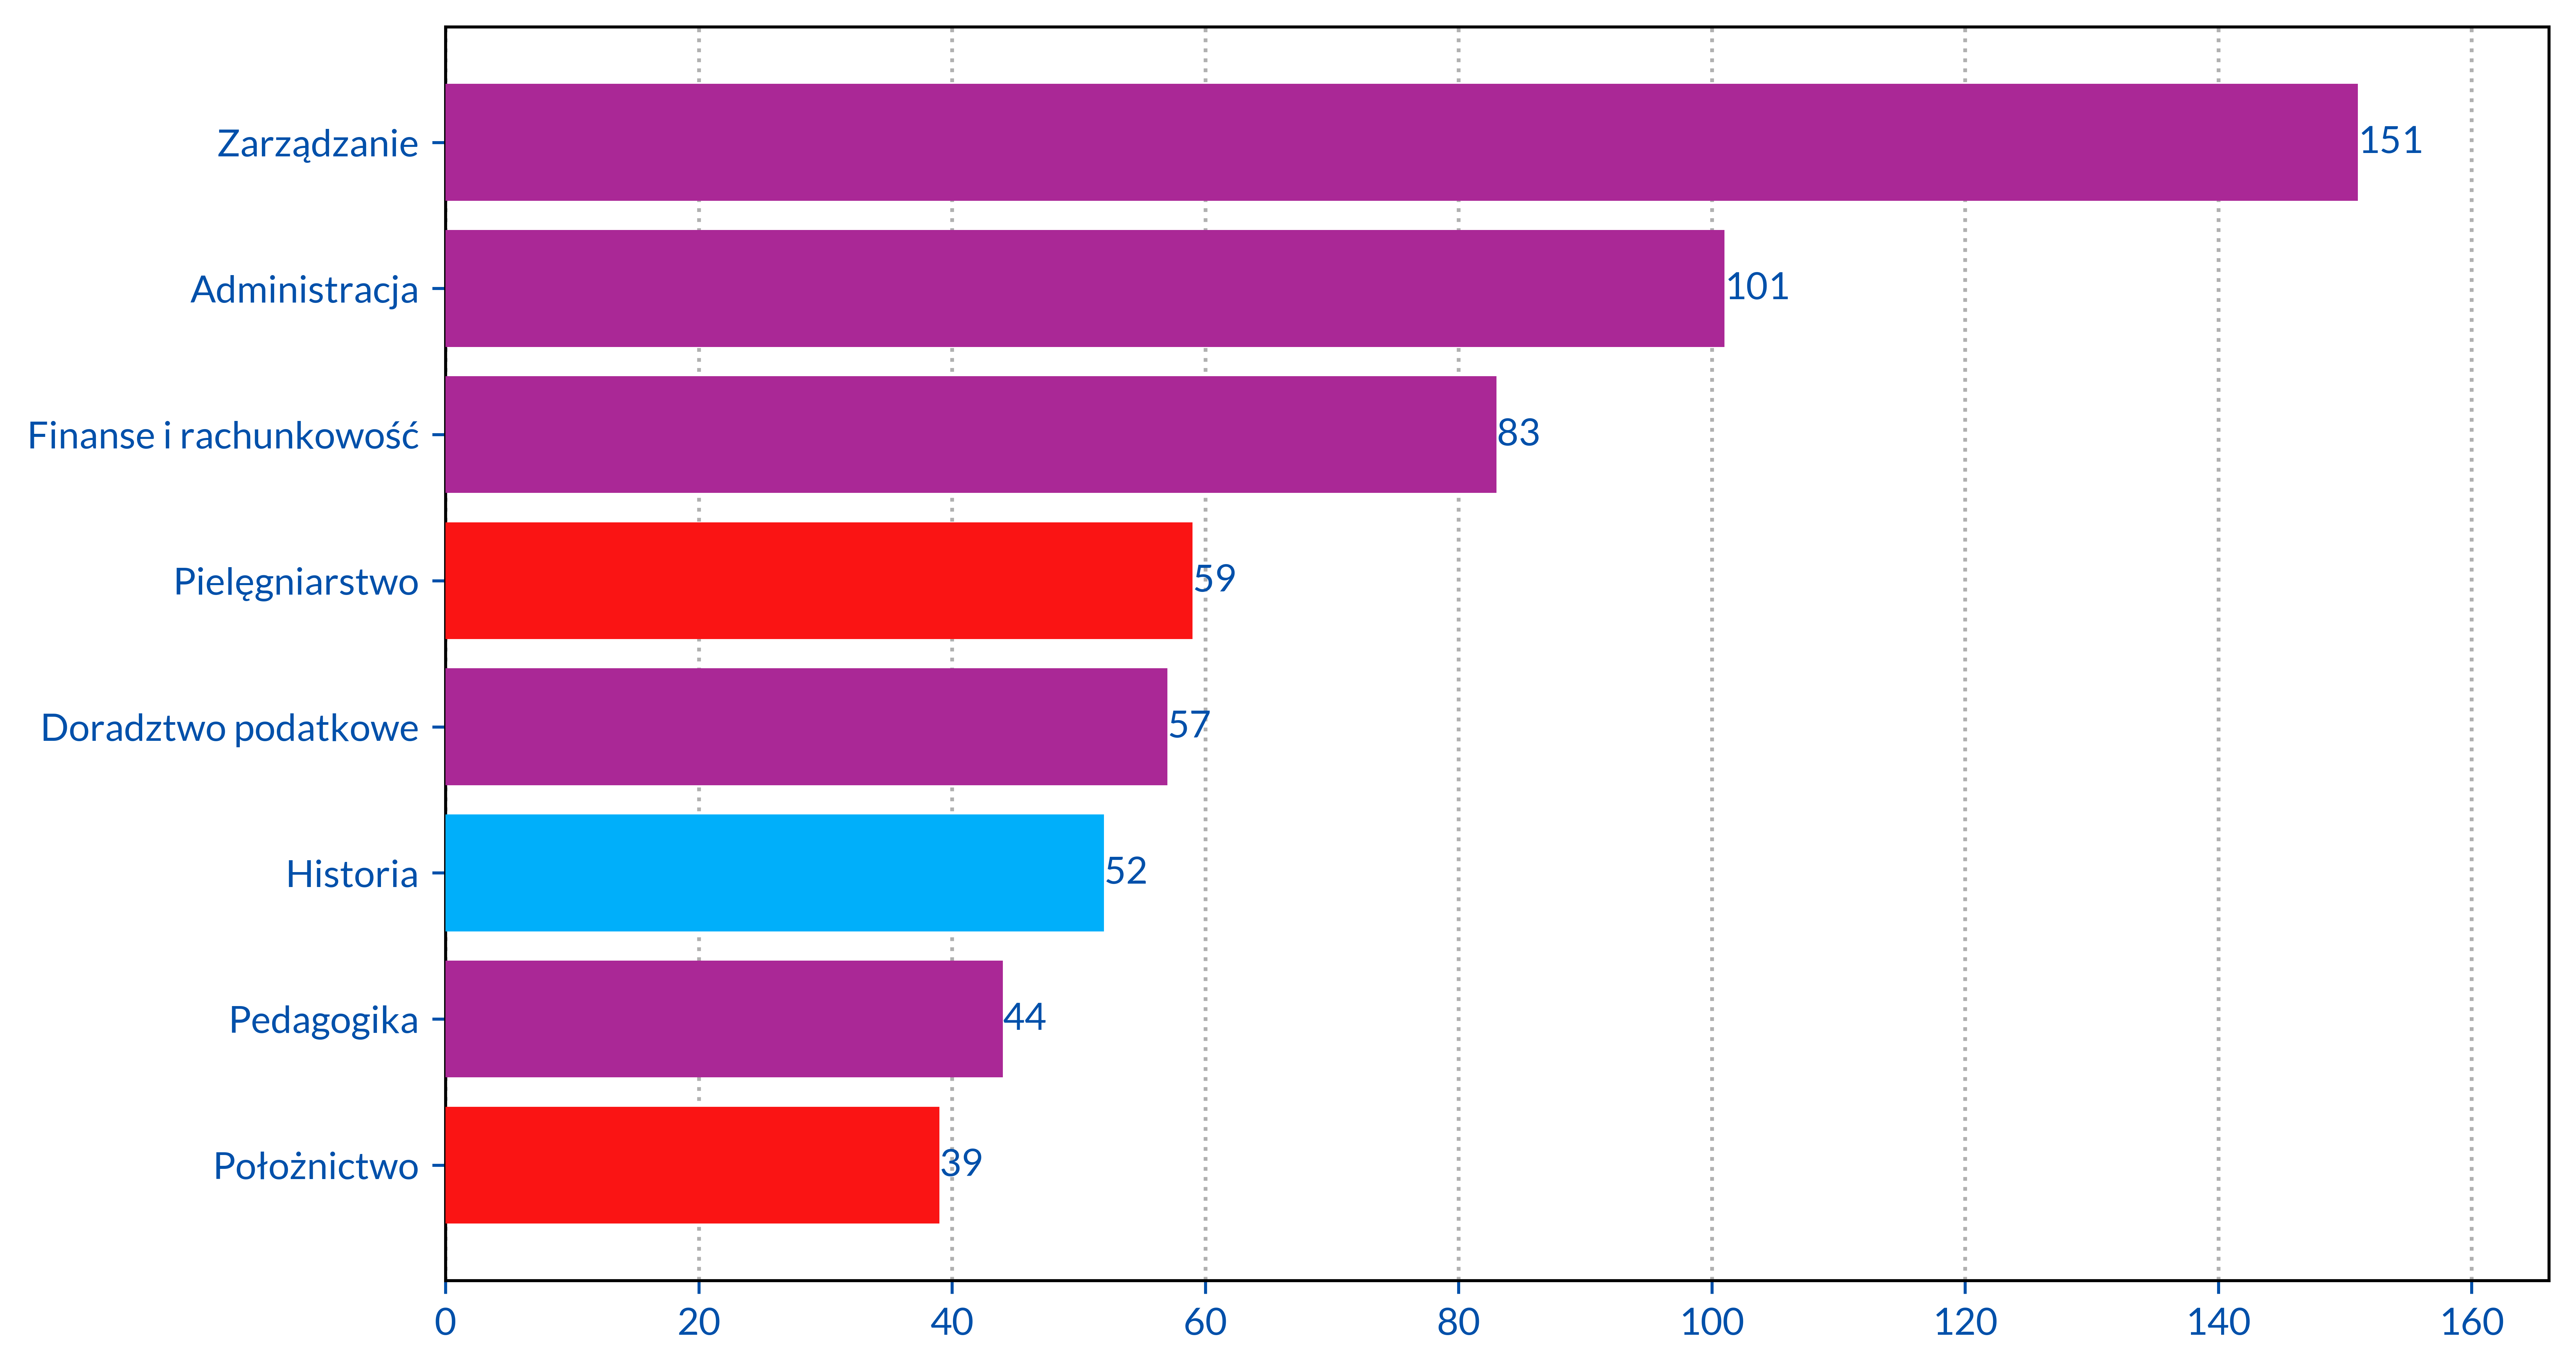 Zarządzanie 151
Administracja 101
Finanse i rachunkowość 83
Pielęgniarstwo 59
Doradztwo podatkowe 57
Historia 52
Pedagogika 44
Położnictwo 39
0 20 40 60 80 100 120 140 160